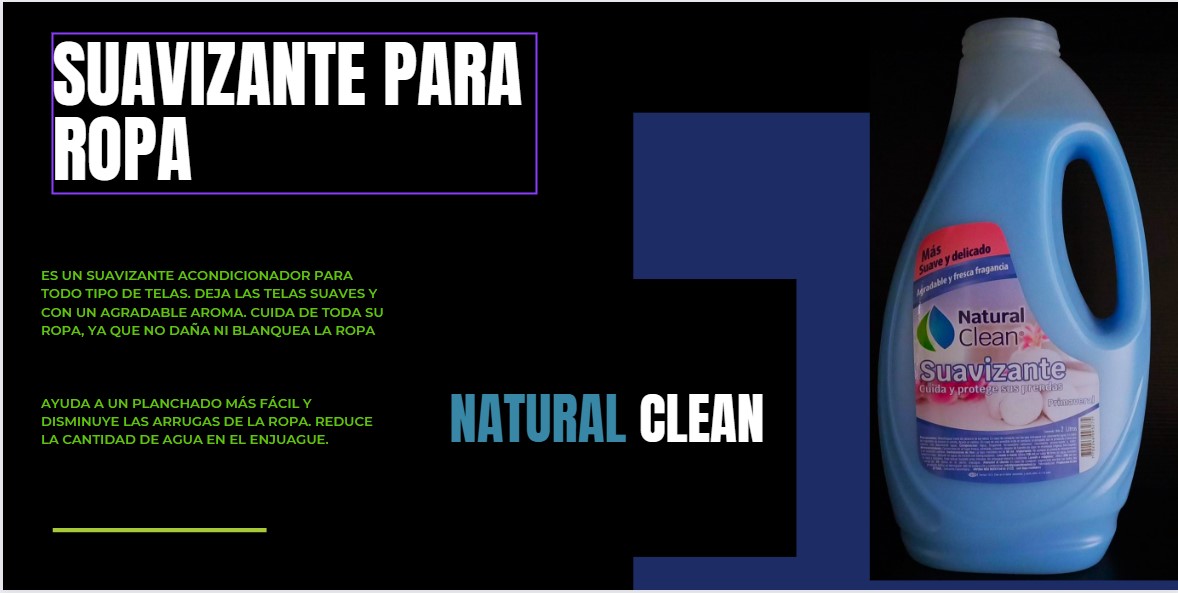 SUAVIZANTE PARA
ROPA
ES UN SUAVIZANTE ACONDICIONADOR PARA
TODO TIPO DE TELAS. DEJA LAS TELAS SUAVES Y
CON UN AGRADABLE AROMA. CUIDA DE TODA SU
ROPA, YA QUE NO DAÑA NI BLANQUEA LA ROPA
AYUDA A UN PLANCHADO MÁS FÁCIL Y
DISMINUYE LAS ARRUGAS DE LA ROPA. REDUCE
LA CANTIDAD DE AGUA EN EL ENJUAGUE.
NATURAL CLEAN
Más
Suave y delicado
Agradable y fresca fragancia
Natural
Clean
Suavizante
Cuida y protege sus prendas
Primaveral
1 Litro